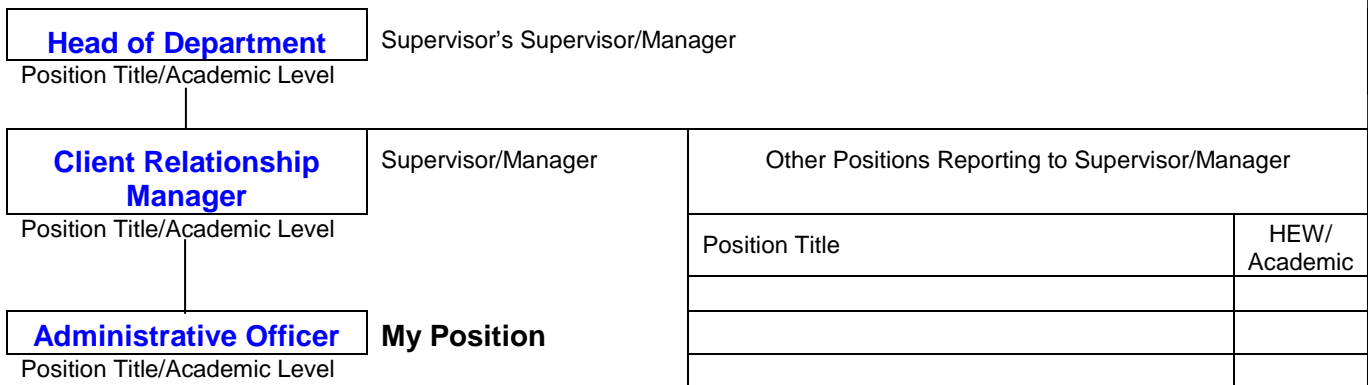 Head of Department
Supervisor’s Supervisor/Manager
Position Title/Academic Level
Client Relationship
Manager
Supervisor/Manager
Other Positions Reporting to Supervisor/Manager
Position Title/Academic Level
Position Title
HEW/
Academic
Administrative Officer
My Position
Position Title/Academic Level